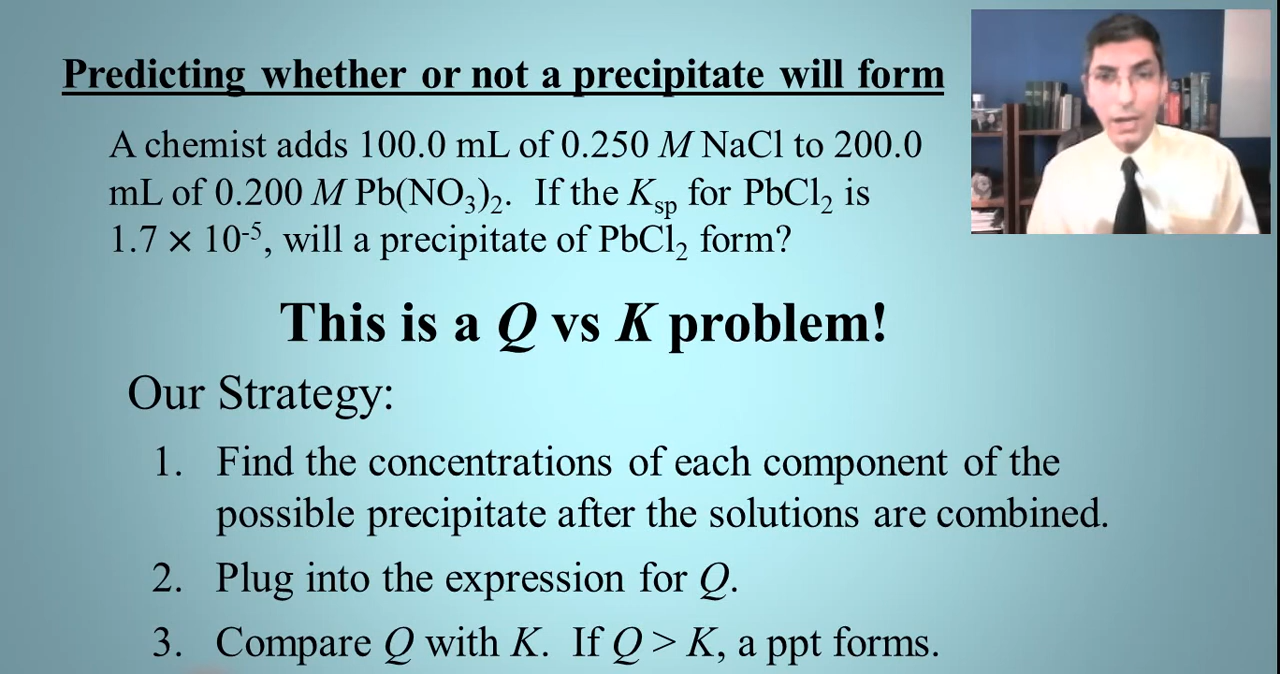 Predicting whether or not a precipitate will form
A chemist adds 100.0 mL of 0.250 M NaCl to 200.0
mL of 0.200 M Pb(NO₃)₂. If the Kₛₚ for PbCl₂ is
1.7 × 10⁻⁵, will a precipitate of PbCl₂ form?
This is a Q vs K problem!
Our Strategy:
1. Find the concentrations of each component of the
possible precipitate after the solutions are combined.
2. Plug into the expression for Q.
3. Compare Q with K. If Q > K, a ppt forms.